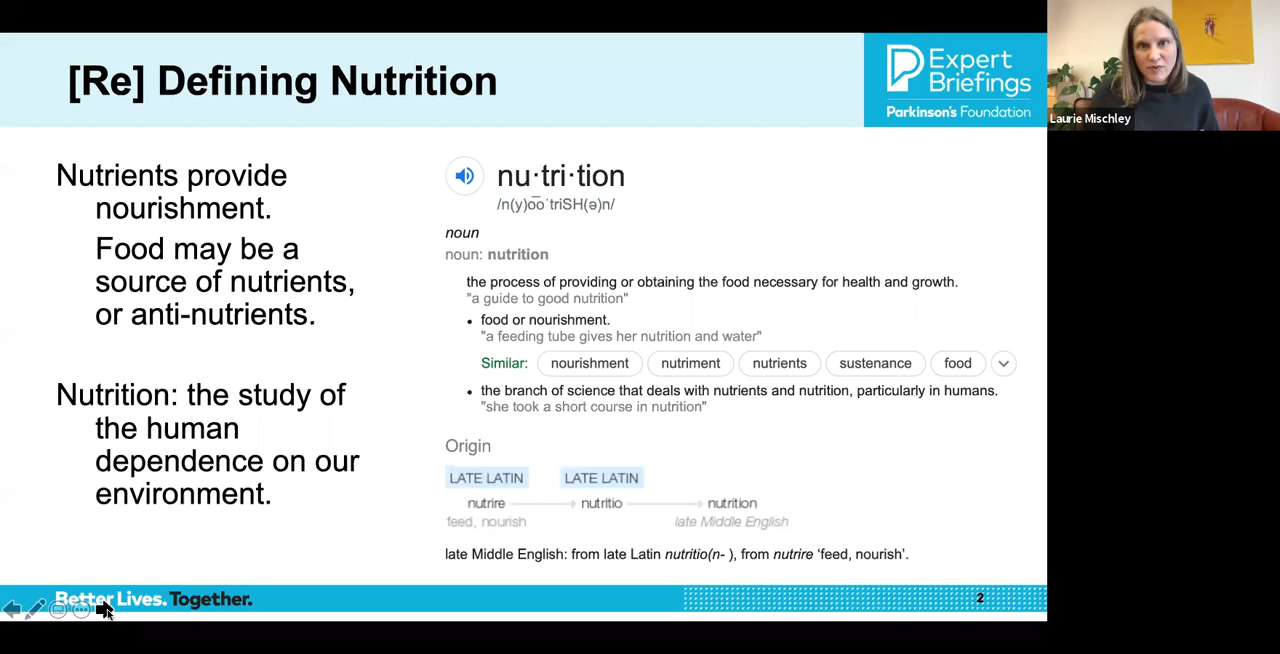 [Re] Defining Nutrition
Expert
Briefings
Parkinson's Foundation
Laurie Mischley
Nutrients provide
nourishment.
Food may be a
source of nutrients,
or anti-nutrients.
Nutrition: the study of
the human
dependence on our
environment.
nu·tri·tion
/n(y)o͞oˈtriSH(ə)n/
noun
noun: nutrition
the process of providing or obtaining the food necessary for health and growth.
"a guide to good nutrition"
• food or nourishment.
"a feeding tube gives her nutrition and water"
Similar: nourishment nutriment nutrients sustenance food
• the branch of science that deals with nutrients and nutrition, particularly in humans.
"she took a short course in nutrition"
Origin
LATE LATIN LATE LATIN
nutrire nutritio nutrition
feed, nourish late Middle English
late Middle English: from late Latin nutritio(n- ), from nutrire ‘feed, nourish’.
Better Lives. Together.
2